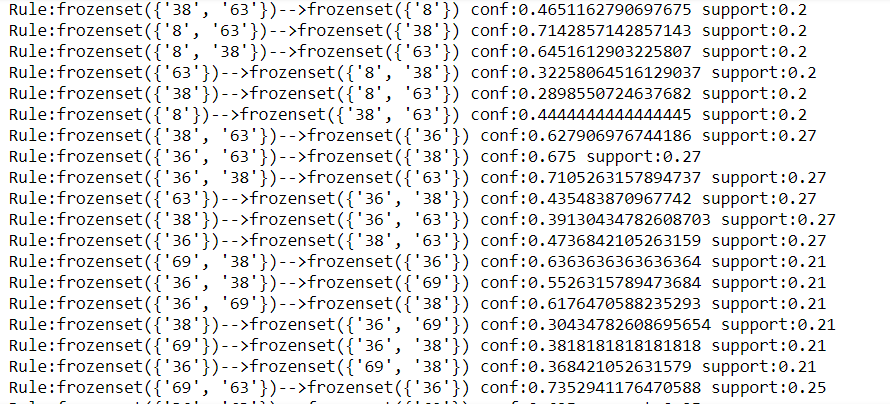 Rule:frozenset({'38', '63'})-->frozenset({'8'}) conf:0.4651162790697675 support:0.2
Rule:frozenset({'8', '63'})-->frozenset({'38'}) conf:0.7142857142857143 support:0.2
Rule:frozenset({'8', '38'})-->frozenset({'63'}) conf:0.6451612903225807 support:0.2
Rule:frozenset({'63'})-->frozenset({'8', '38'}) conf:0.32258064516129037 support:0.2
Rule:frozenset({'38'})-->frozenset({'8', '63'}) conf:0.2898550724637682 support:0.2
Rule:frozenset({'8'})-->frozenset({'38', '63'}) conf:0.4444444444444445 support:0.2
Rule:frozenset({'38', '63'})-->frozenset({'36'}) conf:0.627906976744186 support:0.27
Rule:frozenset({'36', '63'})-->frozenset({'38'}) conf:0.675 support:0.27
Rule:frozenset({'36', '38'})-->frozenset({'63'}) conf:0.7105263157894737 support:0.27
Rule:frozenset({'63'})-->frozenset({'36', '38'}) conf:0.435483870967742 support:0.27
Rule:frozenset({'38'})-->frozenset({'36', '63'}) conf:0.39130434782608703 support:0.27
Rule:frozenset({'36'})-->frozenset({'38', '63'}) conf:0.4736842105263159 support:0.27
Rule:frozenset({'69', '38'})-->frozenset({'36'}) conf:0.6363636363636364 support:0.21
Rule:frozenset({'36', '38'})-->frozenset({'69'}) conf:0.5526315789473684 support:0.21
Rule:frozenset({'36', '69'})-->frozenset({'38'}) conf:0.6176470588235293 support:0.21
Rule:frozenset({'38'})-->frozenset({'36', '69'}) conf:0.30434782608695654 support:0.21
Rule:frozenset({'69'})-->frozenset({'36', '38'}) conf:0.3818181818181818 support:0.21
Rule:frozenset({'36'})-->frozenset({'69', '38'}) conf:0.368421052631579 support:0.21
Rule:frozenset({'69', '63'})-->frozenset({'36'}) conf:0.7352941176470588 support:0.25